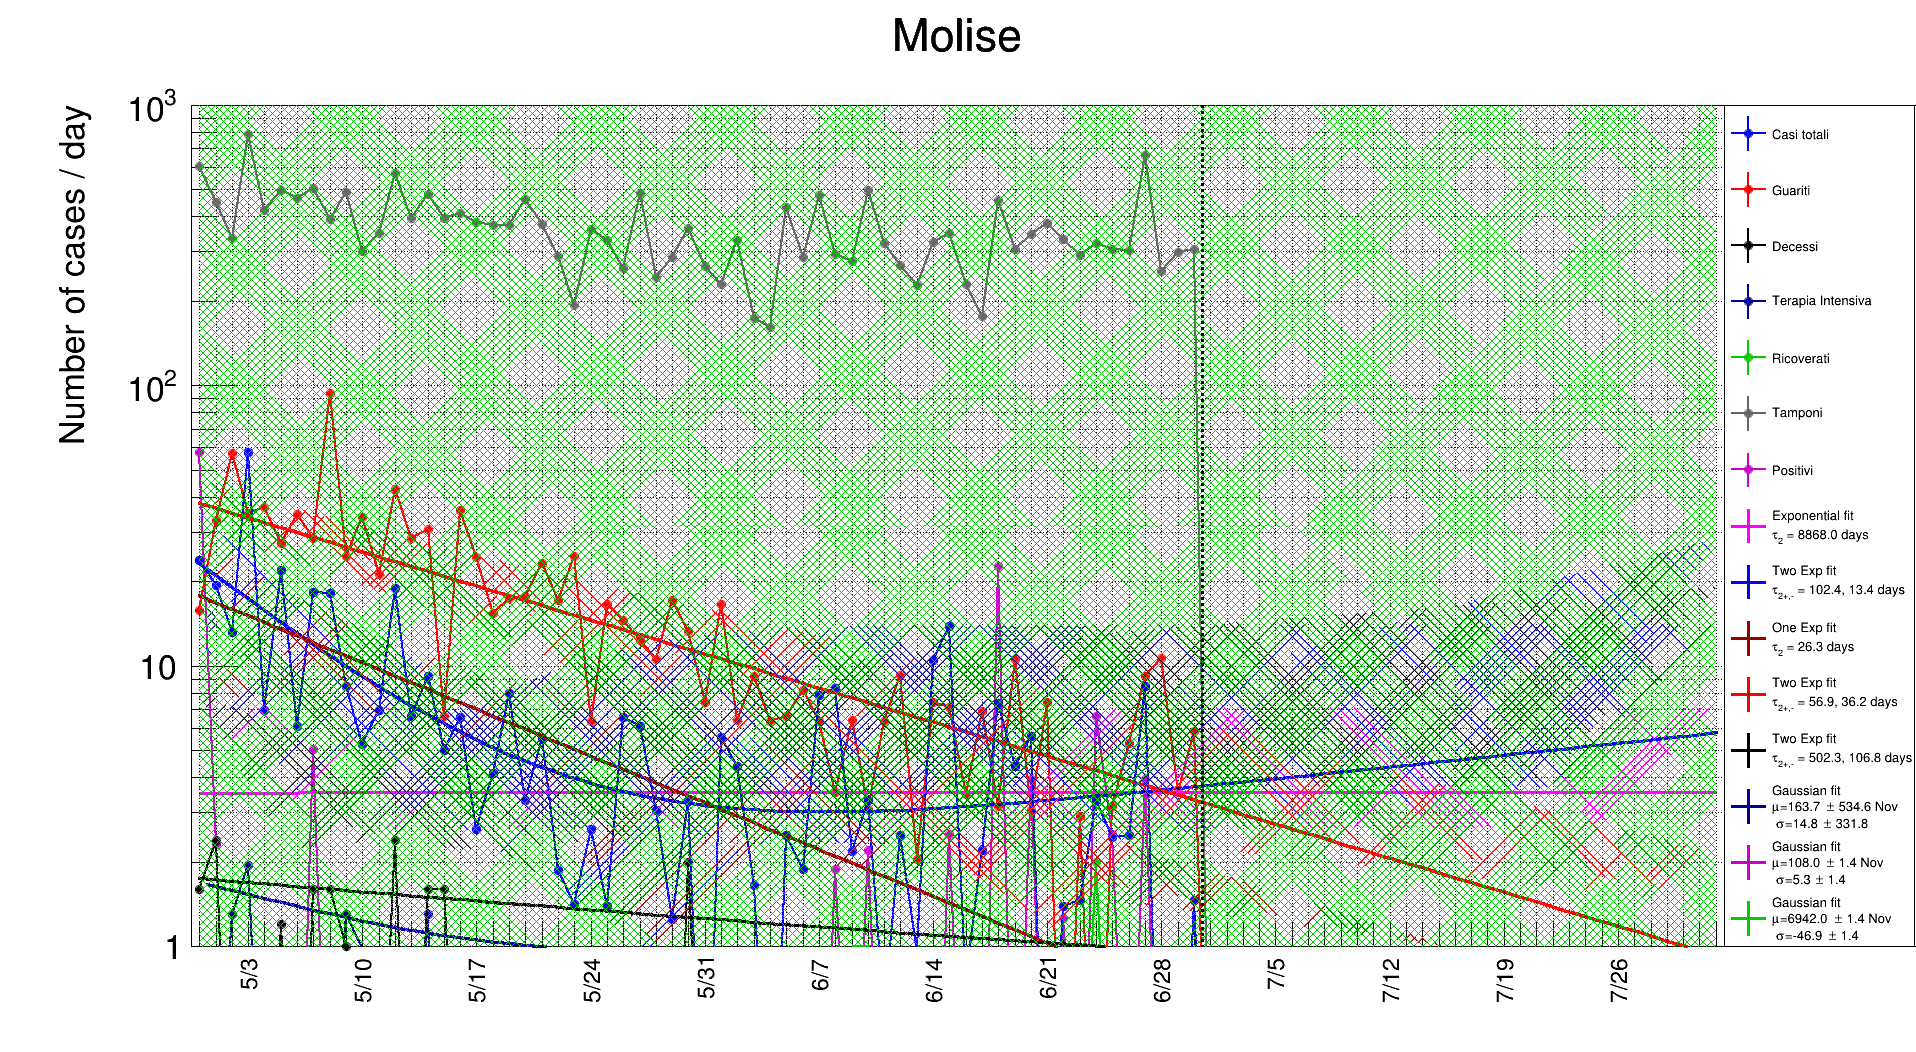 Molise
Number of cases / day
10³
10²
10
1
5/3
5/10
5/17
5/24
5/31
6/7
6/14
6/21
6/28
7/5
7/12
7/19
7/26
Casi totali
Guariti
Decessi
Terapia Intensiva
Ricoverati
Tamponi
Positivi
Exponential fit
τ₂ = 8868.0 days
Two Exp fit
τ₂₊,₋ = 102.4, 13.4 days
One Exp fit
τ₂ = 26.3 days
Two Exp fit
τ₂₊,₋ = 56.9, 36.2 days
Two Exp fit
τ₂₊,₋ = 502.3, 106.8 days
Gaussian fit
μ=163.7 ± 534.6 Nov
σ=14.8 ± 331.8
Gaussian fit
μ=108.0 ± 1.4 Nov
σ=5.3 ± 1.4
Gaussian fit
μ=6942.0 ± 1.4 Nov
σ=-46.9 ± 1.4